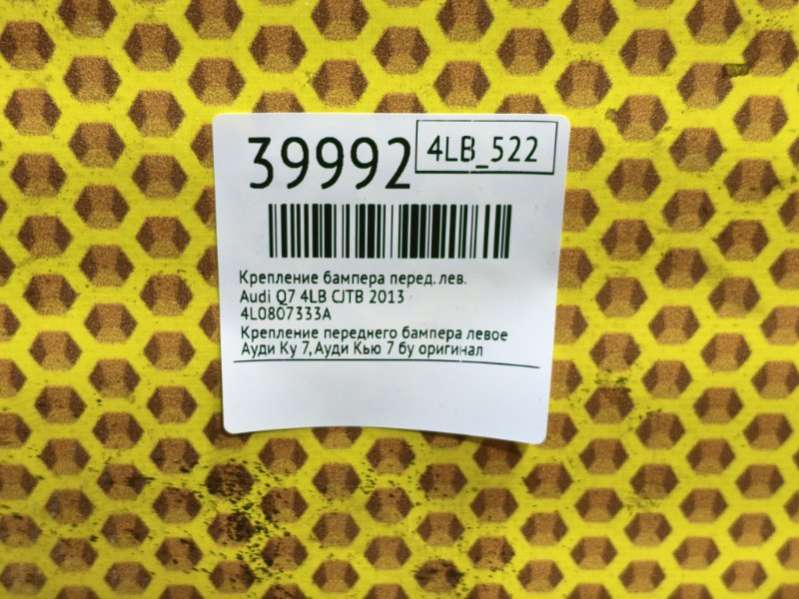 39992
4LB_522
Крепление бампера перед. лев.
Audi Q7 4LB CJTB 2013
4L0807333A
Крепление переднего бампера левое
Ауди Ку 7, Ауди Кью 7 бу оригинал